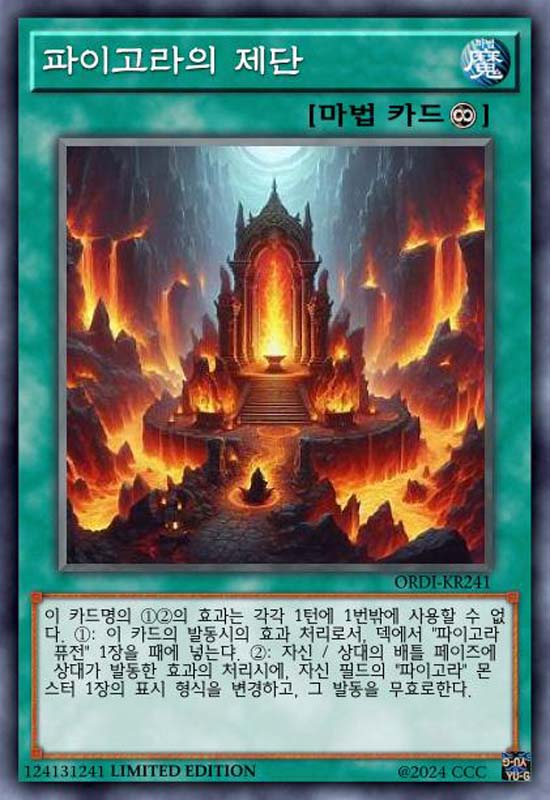 파이고라의 제단
마법
魔
[마법 카드♾]
ORDI-KR241
이 카드명의 ①②의 효과는 각각 1턴에 1번밖에 사용할 수 없
다. ①: 이 카드의 발동시의 효과 처리로서, 덱에서 "파이고라
퓨전" 1장을 패에 넣는다. ②: 자신 / 상대의 배틀 페이즈에
상대가 발동한 효과의 처리시에, 자신 필드의 "파이고라" 몬
스터 1장의 표시 형식을 변경하고, 그 발동을 무효로한다.
124131241 LIMITED EDITION
@2024 CCC
YU-G